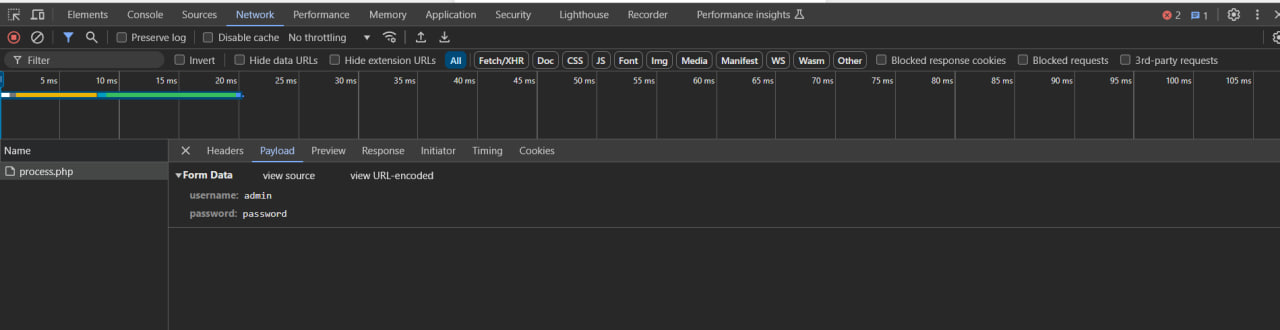 Elements Console Sources Network Performance Memory Application Security Lighthouse Recorder Performance insights 2 1
Preserve log Disable cache No throttling
Filter Invert Hide data URLs Hide extension URLs All Fetch/XHR Doc CSS JS Font Img Media Manifest WS Wasm Other Blocked response cookies Blocked requests 3rd-party requests
5 ms 10 ms 15 ms 20 ms 25 ms 30 ms 35 ms 40 ms 45 ms 50 ms 55 ms 60 ms 65 ms 70 ms 75 ms 80 ms 85 ms 90 ms 95 ms 100 ms 105 ms
Name Headers Payload Preview Response Initiator Timing Cookies
process.php Form Data view source view URL-encoded
username: admin
password: password